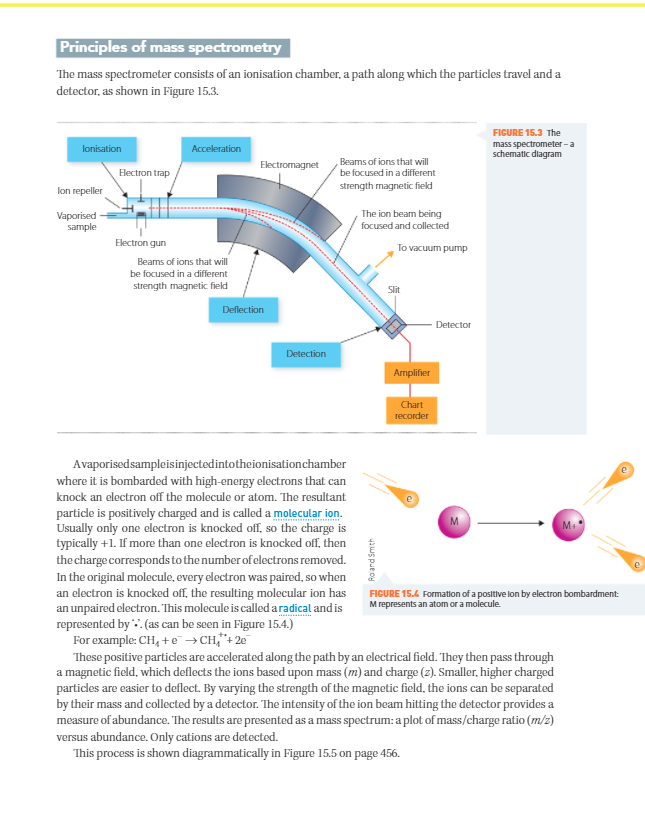 Principles of mass spectrometry
The mass spectrometer consists of an ionisation chamber, a path along which the particles travel and a
detector, as shown in Figure 15.3.
FIGURE 15.3 The
mass spectrometer – a
schematic diagram
Ionisation
Acceleration
Electron trap
Electromagnet
Beams of ions that will
be focused in a different
strength magnetic field
Ion repeller
Vaporised
sample
The ion beam being
focused and collected
Electron gun
To vacuum pump
Beams of ions that will
be focused in a different
strength magnetic field
Slit
Deflection
Detector
Detection
Amplifier
Chart
recorder
A vaporised sample is injected into the ionisation chamber
where it is bombarded with high-energy electrons that can
knock an electron off the molecule or atom. The resultant
particle is positively charged and is called a molecular ion.
Usually only one electron is knocked off, so the charge is
typically +1. If more than one electron is knocked off, then
the charge corresponds to the number of electrons removed.
In the original molecule, every electron was paired, so when
an electron is knocked off, the resulting molecular ion has
an unpaired electron. This molecule is called a radical and is
represented by '•'. (as can be seen in Figure 15.4.)
For example: CH₄ + e⁻ → CH₄⁺• + 2e⁻
e
e
M
M+•
e
Roland Smith
FIGURE 15.4 Formation of a positive ion by electron bombardment:
M represents an atom or a molecule.
These positive particles are accelerated along the path by an electrical field. They then pass through
a magnetic field, which deflects the ions based upon mass (m) and charge (z). Smaller, higher charged
particles are easier to deflect. By varying the strength of the magnetic field, the ions can be separated
by their mass and collected by a detector. The intensity of the ion beam hitting the detector provides a
measure of abundance. The results are presented as a mass spectrum: a plot of mass/charge ratio (m/z)
versus abundance. Only cations are detected.
This process is shown diagrammatically in Figure 15.5 on page 456.